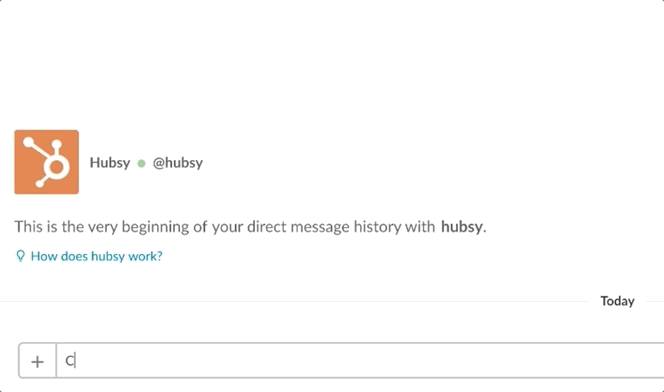 Hubsy @hubsy
This is the very beginning of your direct message history with hubsy.
How does hubsy work?
Today
+ C